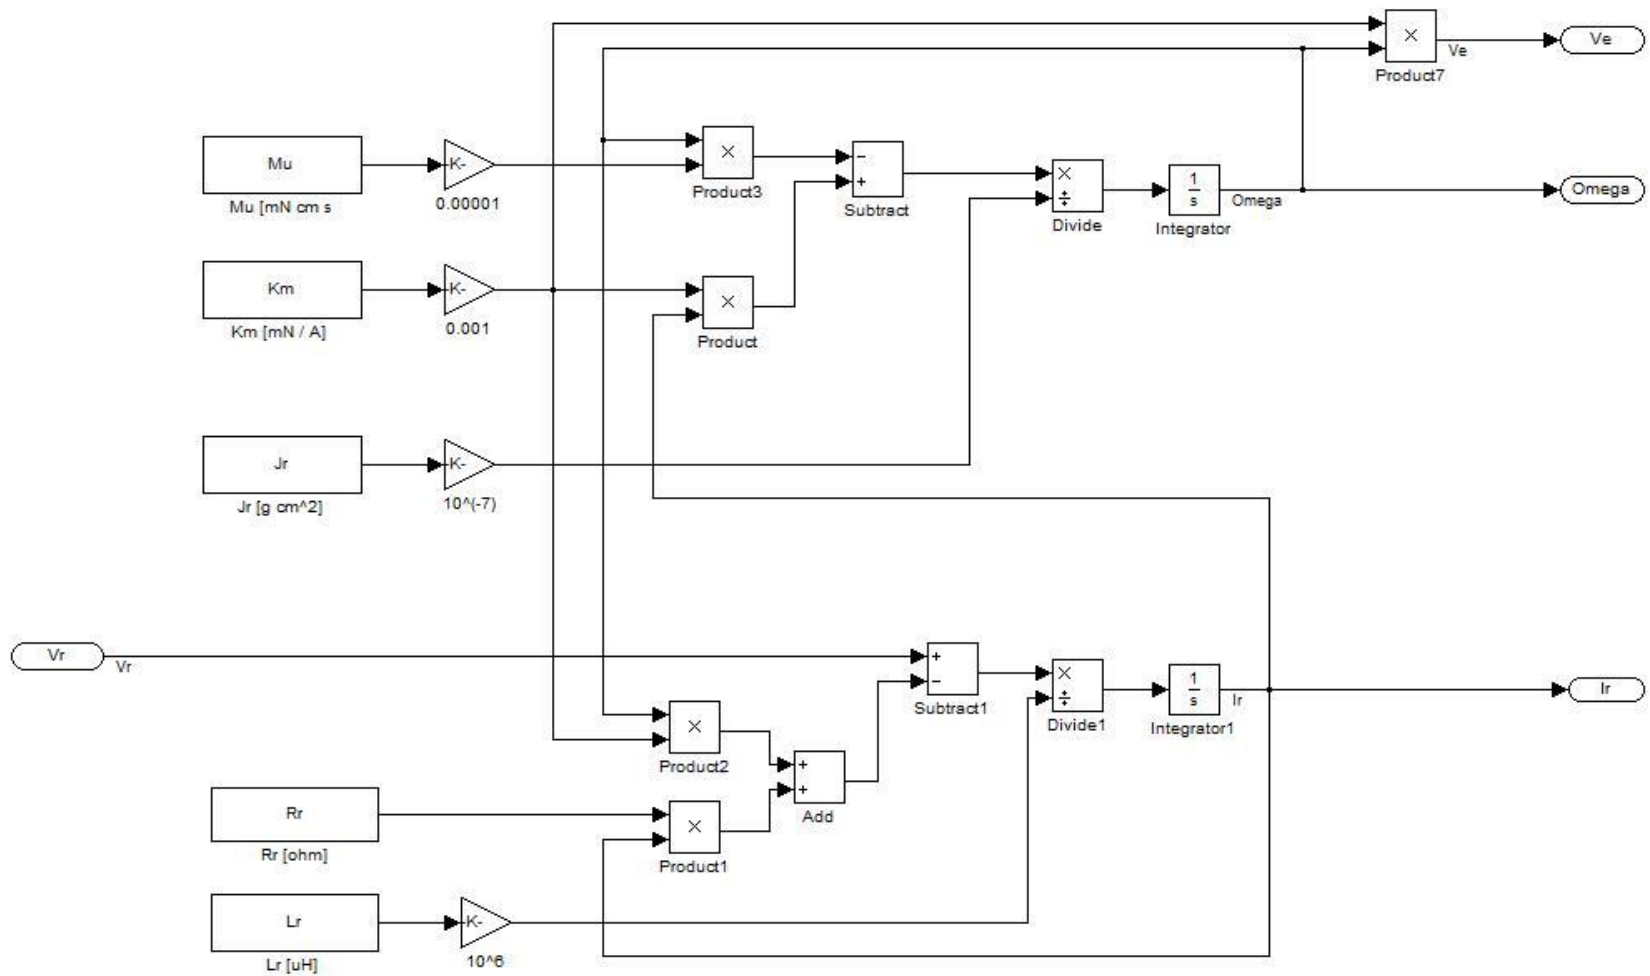 ×
Ve
Ve
Product7
Mu
K-
×
−
+
×
÷
1
s
Omega
Omega
Mu [mN cm s
0.00001
Product3
Subtract
Divide
Integrator
Km
K-
×
Km [mN / A]
0.001
Product
Jr
K-
Jr [g cm^2]
10^(-7)
Vr
Vr
+
−
×
÷
1
s
Ir
Ir
Subtract1
Divide1
Integrator1
×
Product2
+
+
Add
Rr
×
Rr [ohm]
Product1
Lr
K-
Lr [uH]
10^6